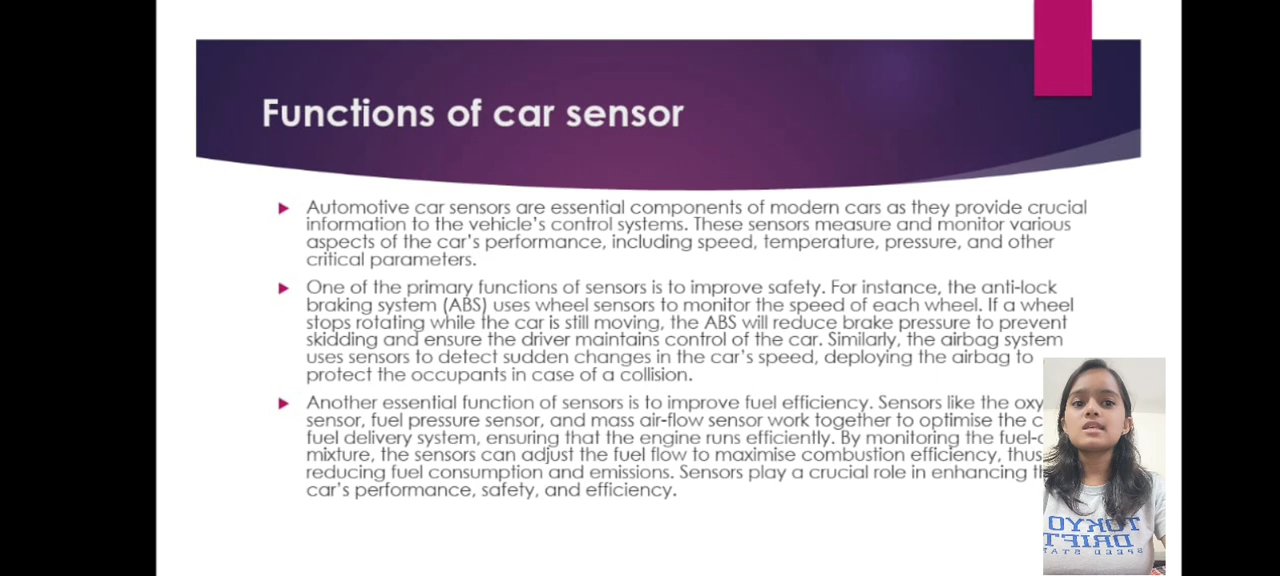 Functions of car sensor
Automotive car sensors are essential components of modern cars as they provide crucial
information to the vehicle's control systems. These sensors measure and monitor various
aspects of the car's performance, including speed, temperature, pressure, and other
critical parameters.
One of the primary functions of sensors is to improve safety. For instance, the anti-lock
braking system (ABS) uses wheel sensors to monitor the speed of each wheel. If a wheel
stops rotating while the car is still moving, the ABS will reduce brake pressure to prevent
skidding and ensure the driver maintains control of the car. Similarly, the airbag system
uses sensors to detect sudden changes in the car's speed, deploying the airbag to
protect the occupants in case of a collision.
Another essential function of sensors is to improve fuel efficiency. Sensors like the
sensor, fuel pressure sensor, and mass air-flow sensor work together to optimise the
fuel delivery system, ensuring that the engine runs efficiently. By monitoring the
mixture, the sensors can adjust the fuel flow to maximise combustion efficiency, thus
reducing fuel consumption and emissions. Sensors play a crucial role in enhancing
car's performance, safety, and efficiency.
TOKYO
DRIFT